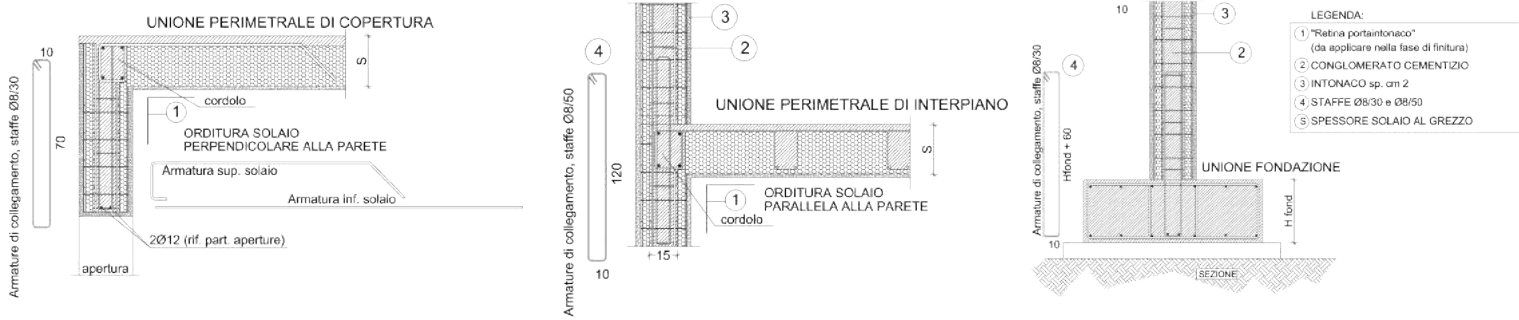 UNIONE PERIMETRALE DI COPERTURA
10
Armature di collegamento, staffe Ø8/30
70
S
cordolo
1
ORDITURA SOLAIO
PERPENDICOLARE ALLA PARETE
Armatura sup. solaio
Armatura inf. solaio
2Ø12 (rif. part. aperture)
apertura
3
2
4
Armature di collegamento, staffe Ø8/50
120
10
UNIONE PERIMETRALE DI INTERPIANO
S
1
ORDITURA SOLAIO
PARALLELA ALLA PARETE
cordolo
15
10
3
2
4
Armature di collegamento, staffe Ø8/30
Hfond + 60
10
UNIONE FONDAZIONE
H fond
SEZIONE
LEGENDA:
1 "Retina portaintonaco"
(da applicare nella fase di finitura)
2 CONGLOMERATO CEMENTIZIO
3 INTONACO sp. cm 2
4 STAFFE Ø8/30 e Ø8/50
S SPESSORE SOLAIO AL GREZZO